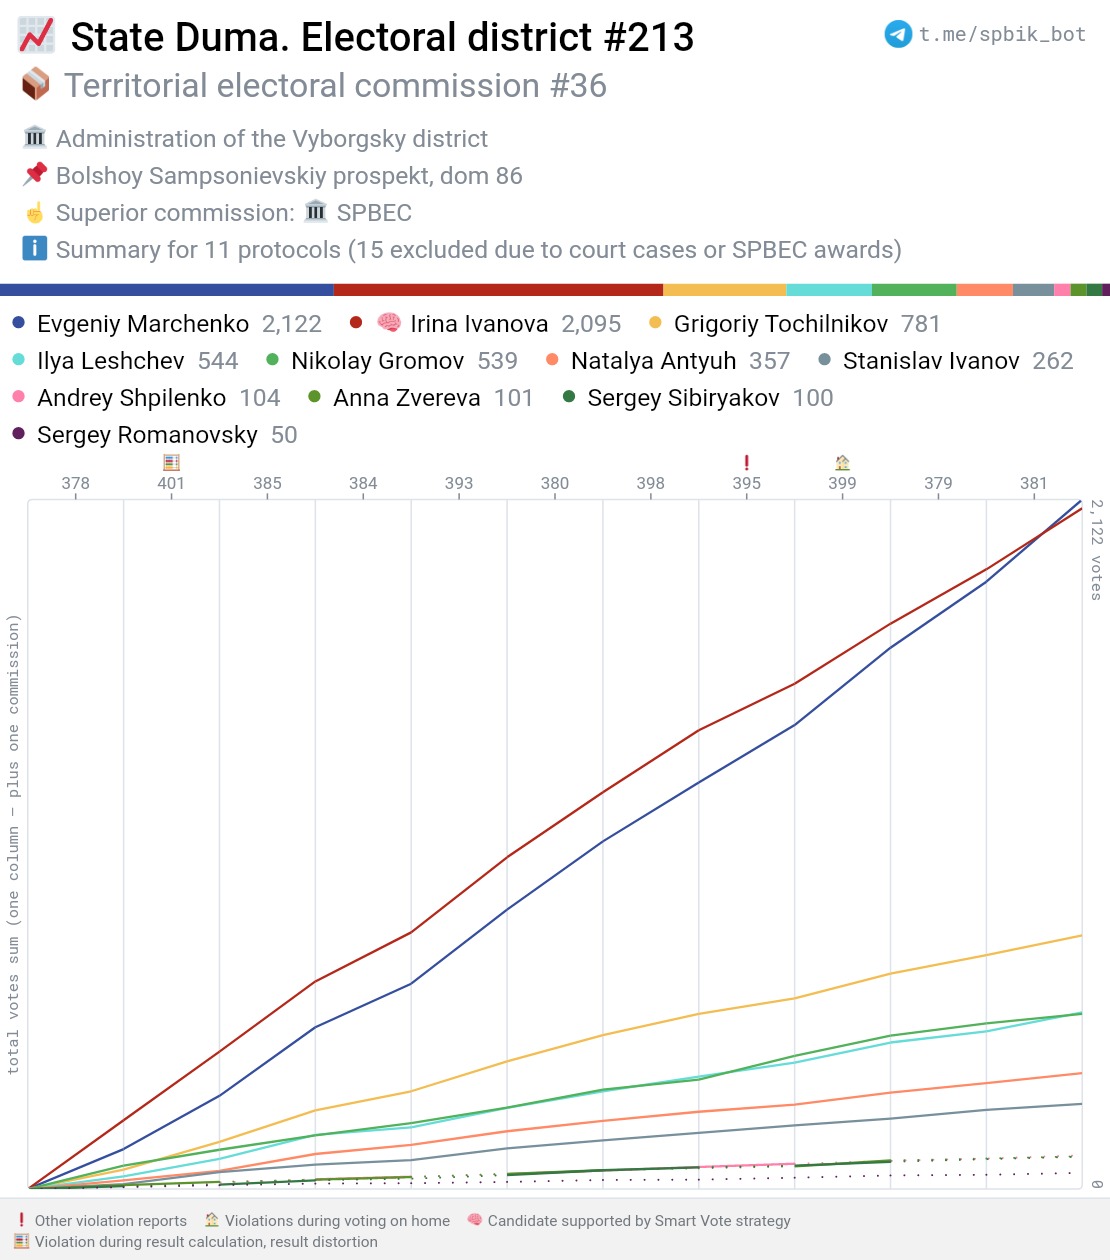 State Duma. Electoral district #213
t.me/spbik_bot
Territorial electoral commission #36
Administration of the Vyborgsky district
Bolshoy Sampsonievskiy prospekt, dom 86
Superior commission: SPBEC
Summary for 11 protocols (15 excluded due to court cases or SPBEC awards)
Evgeniy Marchenko 2,122 Irina Ivanova 2,095 Grigoriy Tochilnikov 781
Ilya Leshchev 544 Nikolay Gromov 539 Natalya Antyuh 357 Stanislav Ivanov 262
Andrey Shpilenko 104 Anna Zvereva 101 Sergey Sibiryakov 100
Sergey Romanovsky 50
378 401 385 384 393 380 398 395 399 379 381
2,122 votes
total votes sum (one column – plus one commission)
0
Other violation reports Violations during voting on home Candidate supported by Smart Vote strategy
Violation during result calculation, result distortion